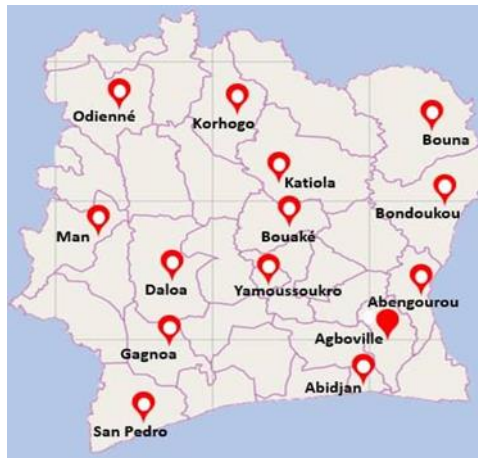 Odienné
Korhogo
Bouna
Katiola
Bondoukou
Man
Bouaké
Daloa
Yamoussoukro
Abengourou
Agboville
Gagnoa
Abidjan
San Pedro